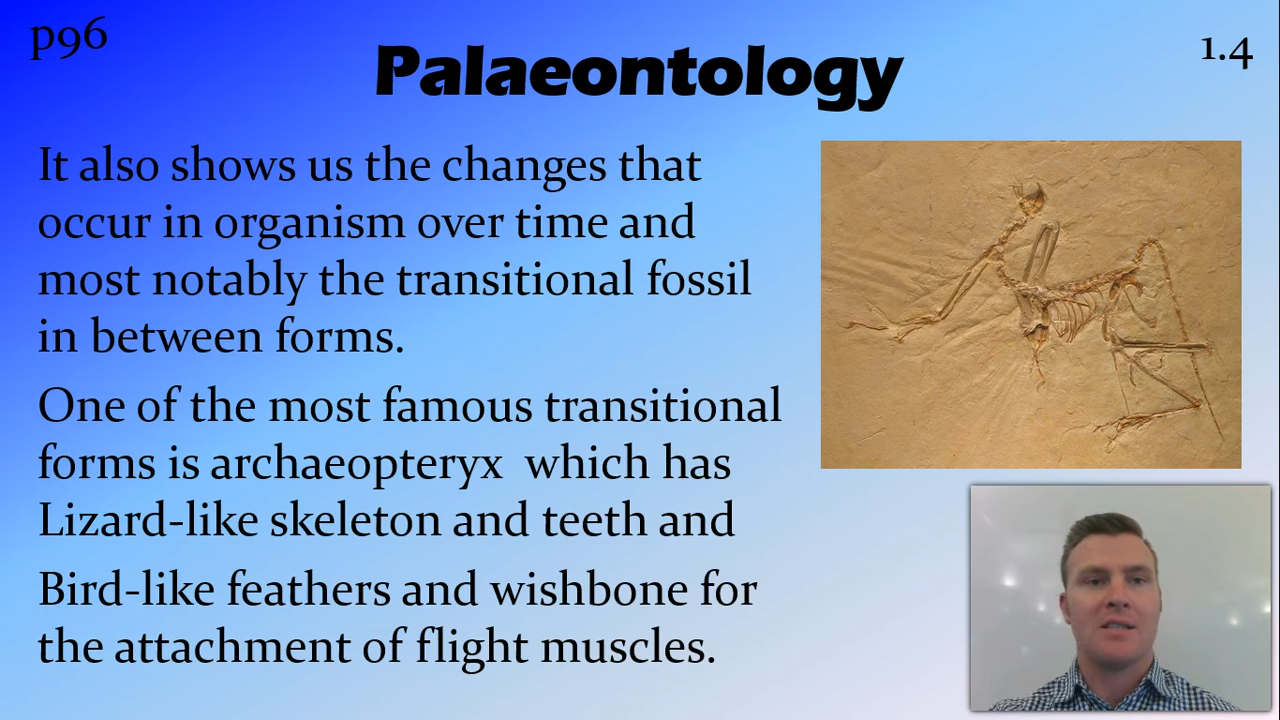 p96
Palaeontology
1.4
It also shows us the changes that
occur in organism over time and
most notably the transitional fossil
in between forms.
One of the most famous transitional
forms is archaeopteryx  which has
Lizard-like skeleton and teeth and
Bird-like feathers and wishbone for
the attachment of flight muscles.